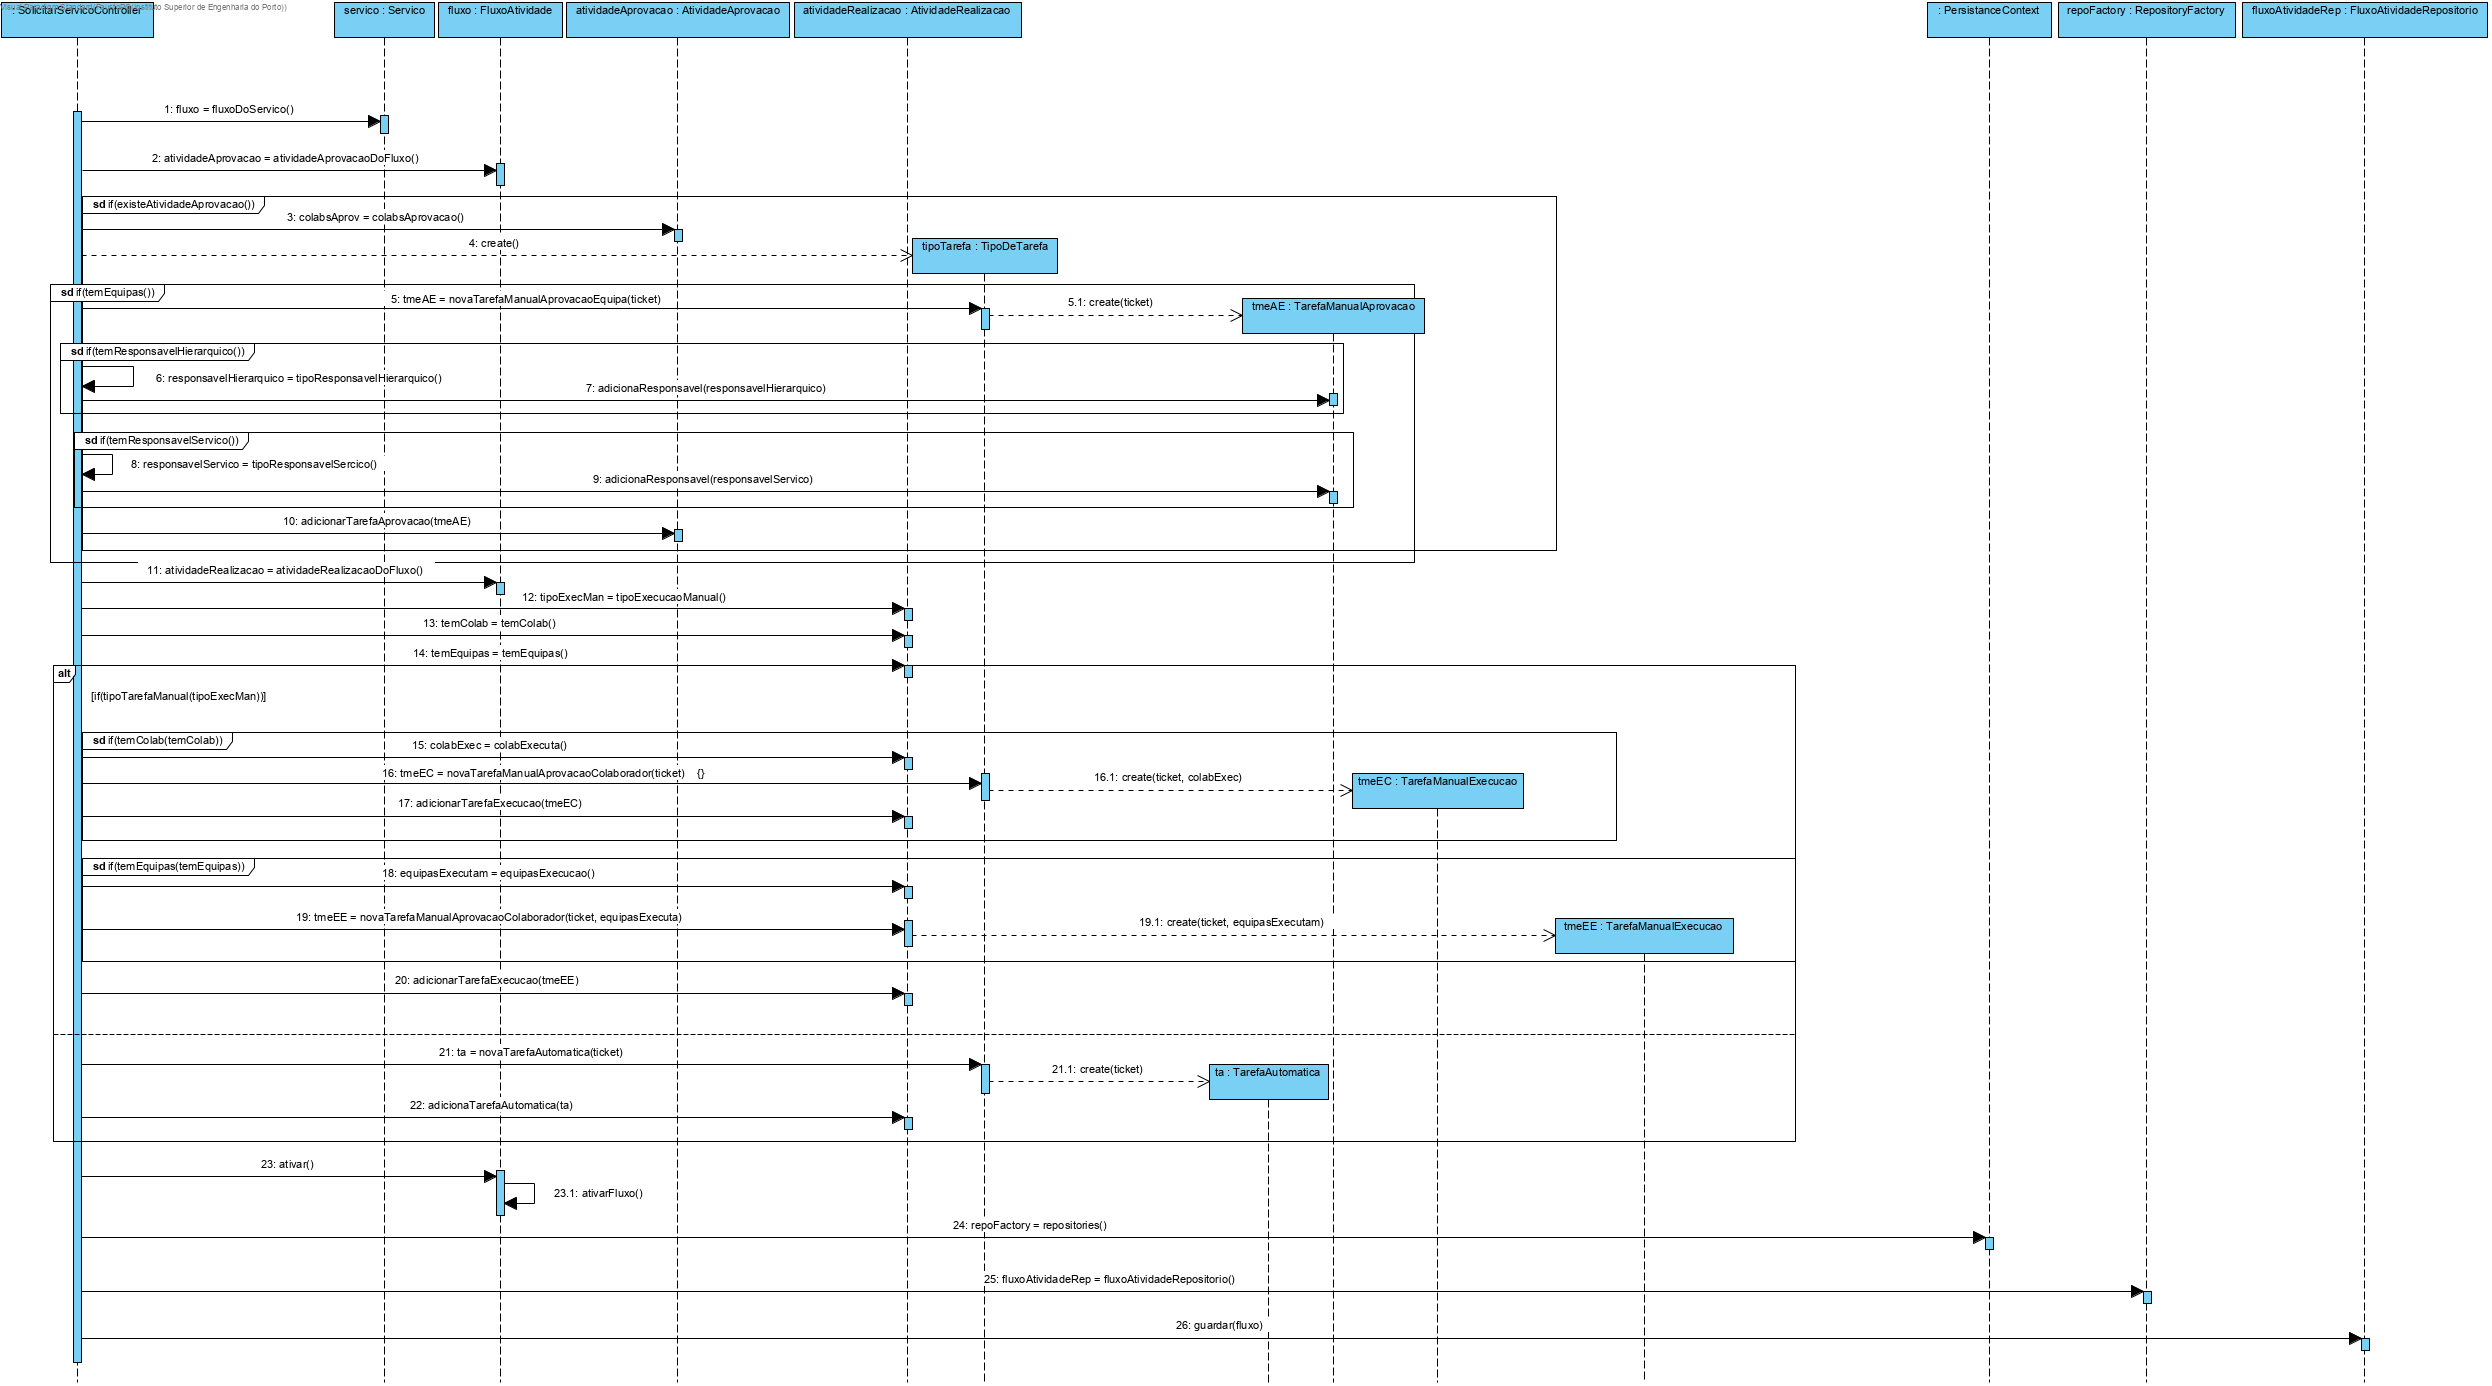 : SolicitarServicoController
servico : Servico
fluxo : FluxoAtividade
atividadeAprovacao : AtividadeAprovacao
atividadeRealizacao : AtividadeRealizacao
: PersistanceContext
repoFactory : RepositoryFactory
fluxoAtividadeRep : FluxoAtividadeRepositorio
Superior de Engenharia do Porto))
1: fluxo = fluxoDoServico()
2: atividadeAprovacao = atividadeAprovacaoDoFluxo()
sd if(existeAtividadeAprovacao())
3: colabsAprov = colabsAprovacao()
4: create()
tipoTarefa : TipoDeTarefa
sd if(temEquipas())
5: tmeAE = novaTarefaManualAprovacaoEquipa(ticket)
5.1: create(ticket)
tmeAE : TarefaManualAprovacao
sd if(temResponsavelHierarquico())
6: responsavelHierarquico = tipoResponsavelHierarquico()
7: adicionaResponsavel(responsavelHierarquico)
sd if(temResponsavelServico())
8: responsavelServico = tipoResponsavelSercico()
9: adicionaResponsavel(responsavelServico)
10: adicionarTarefaAprovacao(tmeAE)
11: atividadeRealizacao = atividadeRealizacaoDoFluxo()
12: tipoExecMan = tipoExecucaoManual()
13: temColab = temColab()
14: temEquipas = temEquipas()
alt
[if(tipoTarefaManual(tipoExecMan))]
sd if(temColab(temColab))
15: colabExec = colabExecuta()
16: tmeEC = novaTarefaManualAprovacaoColaborador(ticket) {}
16.1: create(ticket, colabExec)
tmeEC : TarefaManualExecucao
17: adicionarTarefaExecucao(tmeEC)
sd if(temEquipas(temEquipas))
18: equipasExecutam = equipasExecucao()
19: tmeEE = novaTarefaManualAprovacaoColaborador(ticket, equipasExecuta)
19.1: create(ticket, equipasExecutam)
tmeEE : TarefaManualExecucao
20: adicionarTarefaExecucao(tmeEE)
21: ta = novaTarefaAutomatica(ticket)
21.1: create(ticket)
ta : TarefaAutomatica
22: adicionaTarefaAutomatica(ta)
23: ativar()
23.1: ativarFluxo()
24: repoFactory = repositories()
25: fluxoAtividadeRep = fluxoAtividadeRepositorio()
26: guardar(fluxo)